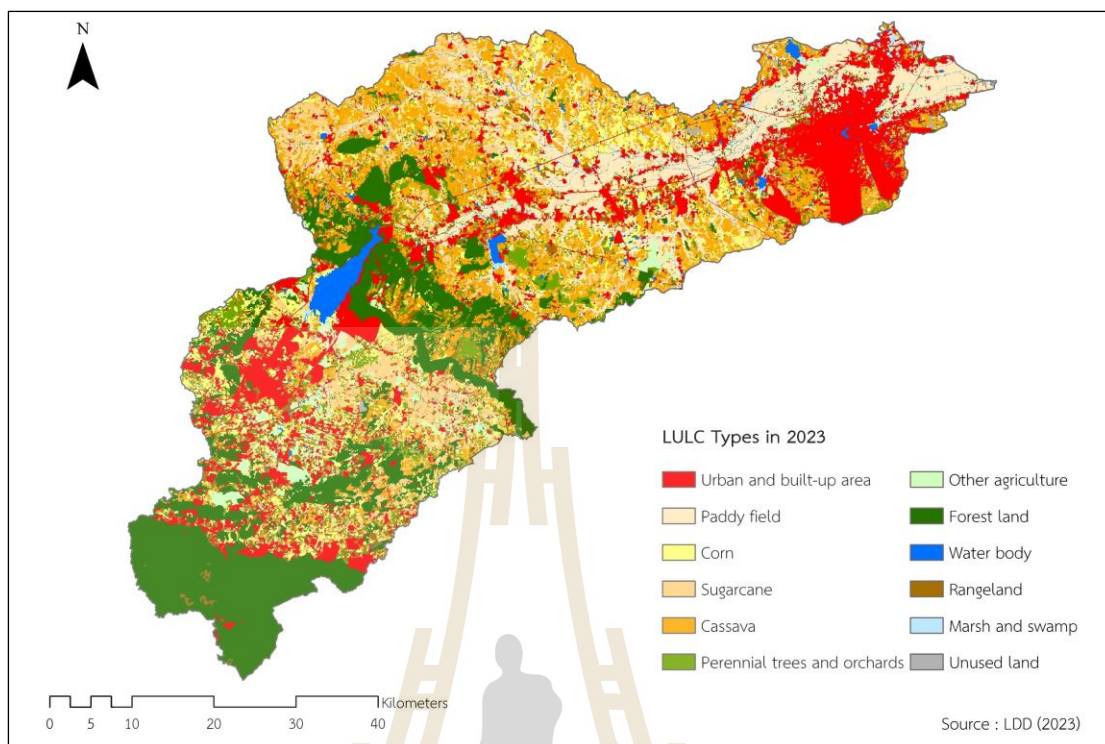 N
LULC Types in 2023
Urban and built-up area
Paddy field
Corn
Sugarcane
Cassava
Perennial trees and orchards
Other agriculture
Forest land
Water body
Rangeland
Marsh and swamp
Unused land
Kilometers
0 5 10 20 30 40
Source : LDD (2023)